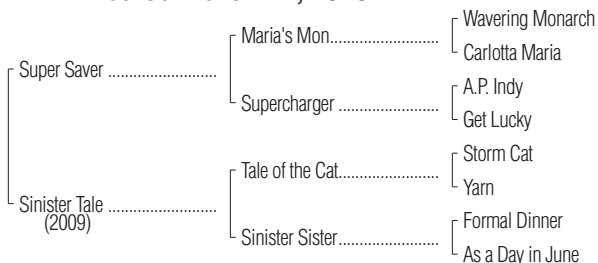 Wavering Monarch
Maria's Mon
Carlotta Maria
Super Saver
A.P. Indy
Supercharger
Get Lucky
Storm Cat
Tale of the Cat
Yarn
Sinister Tale
(2009)
Formal Dinner
Sinister Sister
As a Day in June